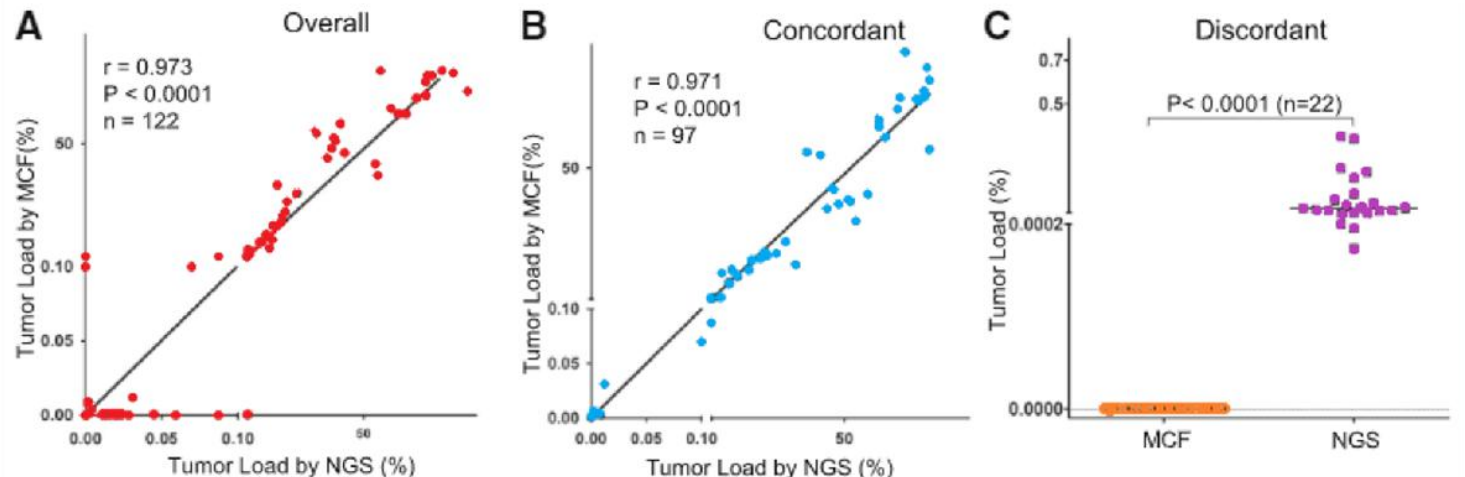 A
Overall
r = 0.973
P < 0.0001
n = 122
Tumor Load by MCF(%)
50
0.10
0.05
0.00
0.00 0.05 0.10 50
Tumor Load by NGS (%)
B
Concordant
r = 0.971
P < 0.0001
n = 97
Tumor Load by MCF(%)
50
0.10
0.05
0.00
0.00 0.05 0.10 50
Tumor Load by NGS (%)
C
Discordant
P< 0.0001 (n=22)
Tumor Load (%)
0.7
0.5
0.0002
0.0000
MCF NGS